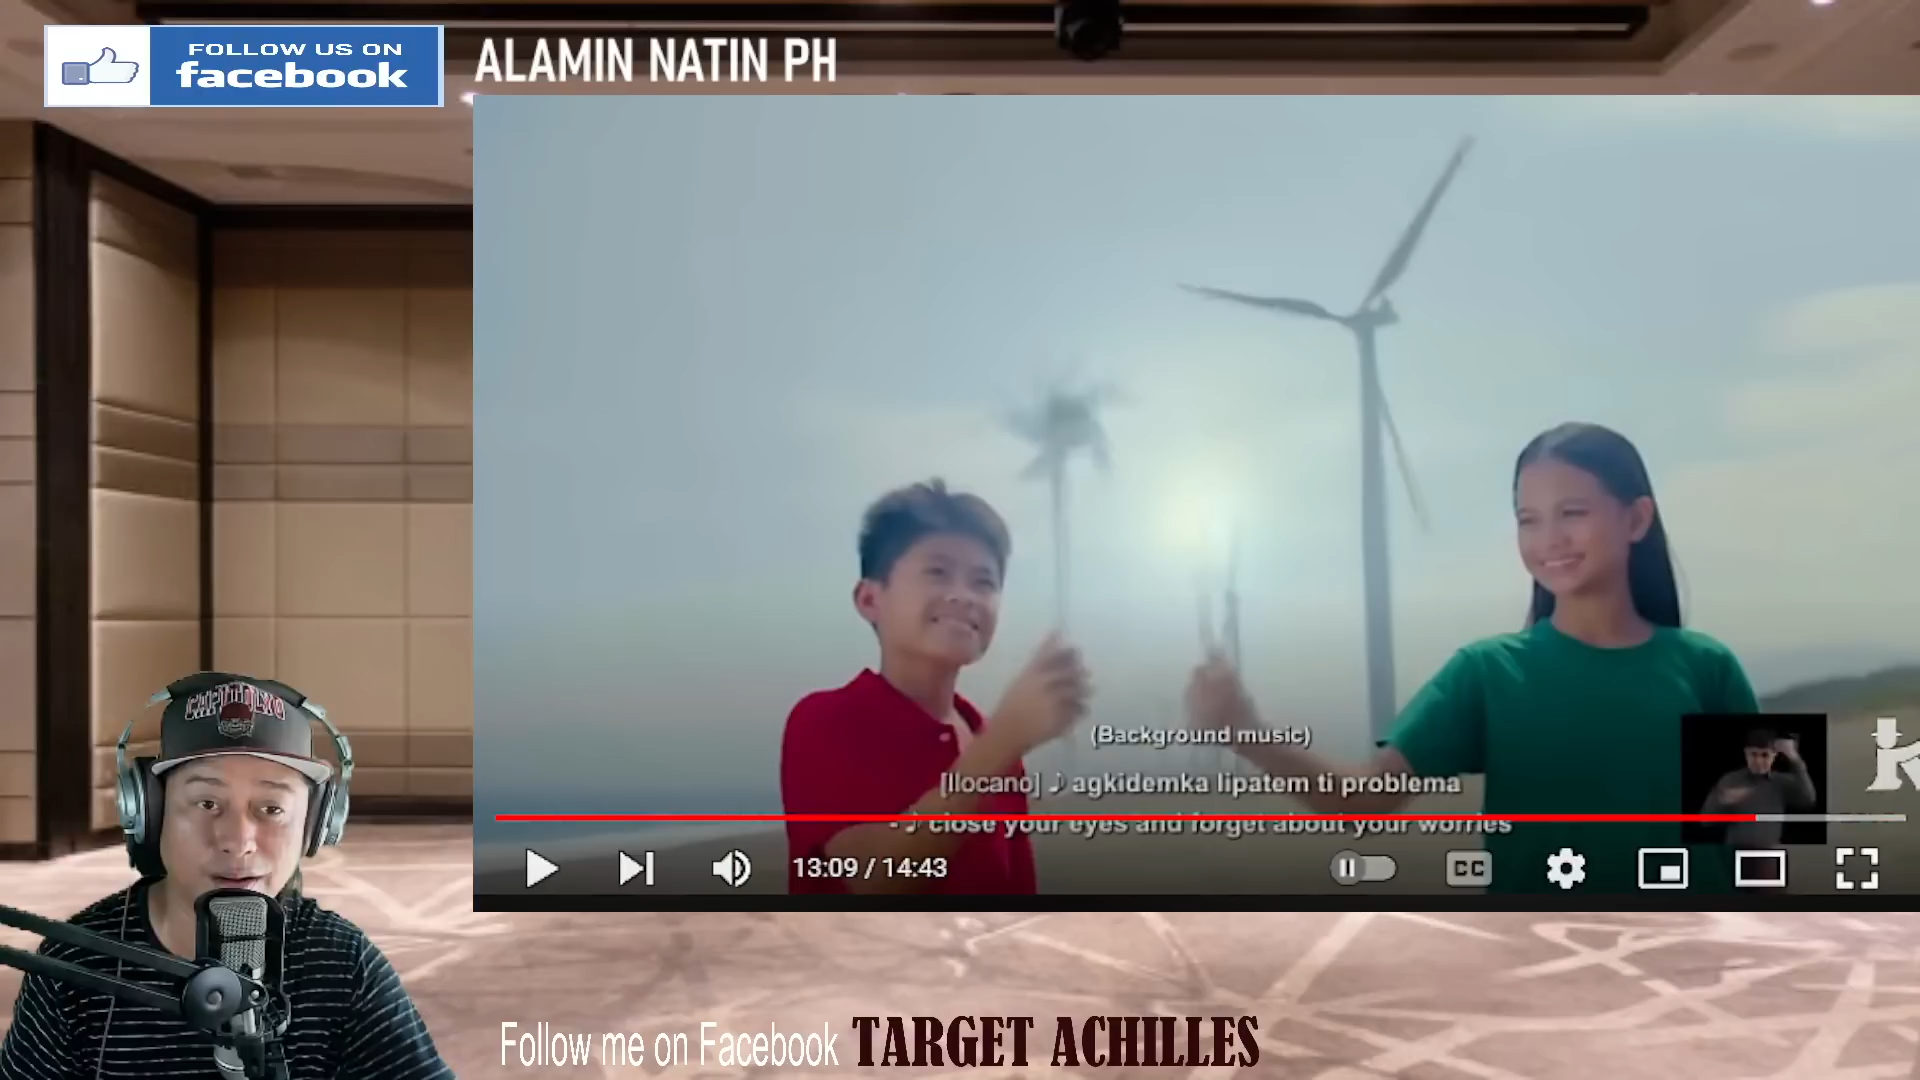 FOLLOW US ON
facebook
ALAMIN NATIN PH
(Background music)
[Ilocano] ♪ agkidemka lipatem ti problema
- ♪ close your eyes and forget about your worries
13:09 / 14:43
CC
CAPITOLYO
Follow me on Facebook TARGET ACHILLES